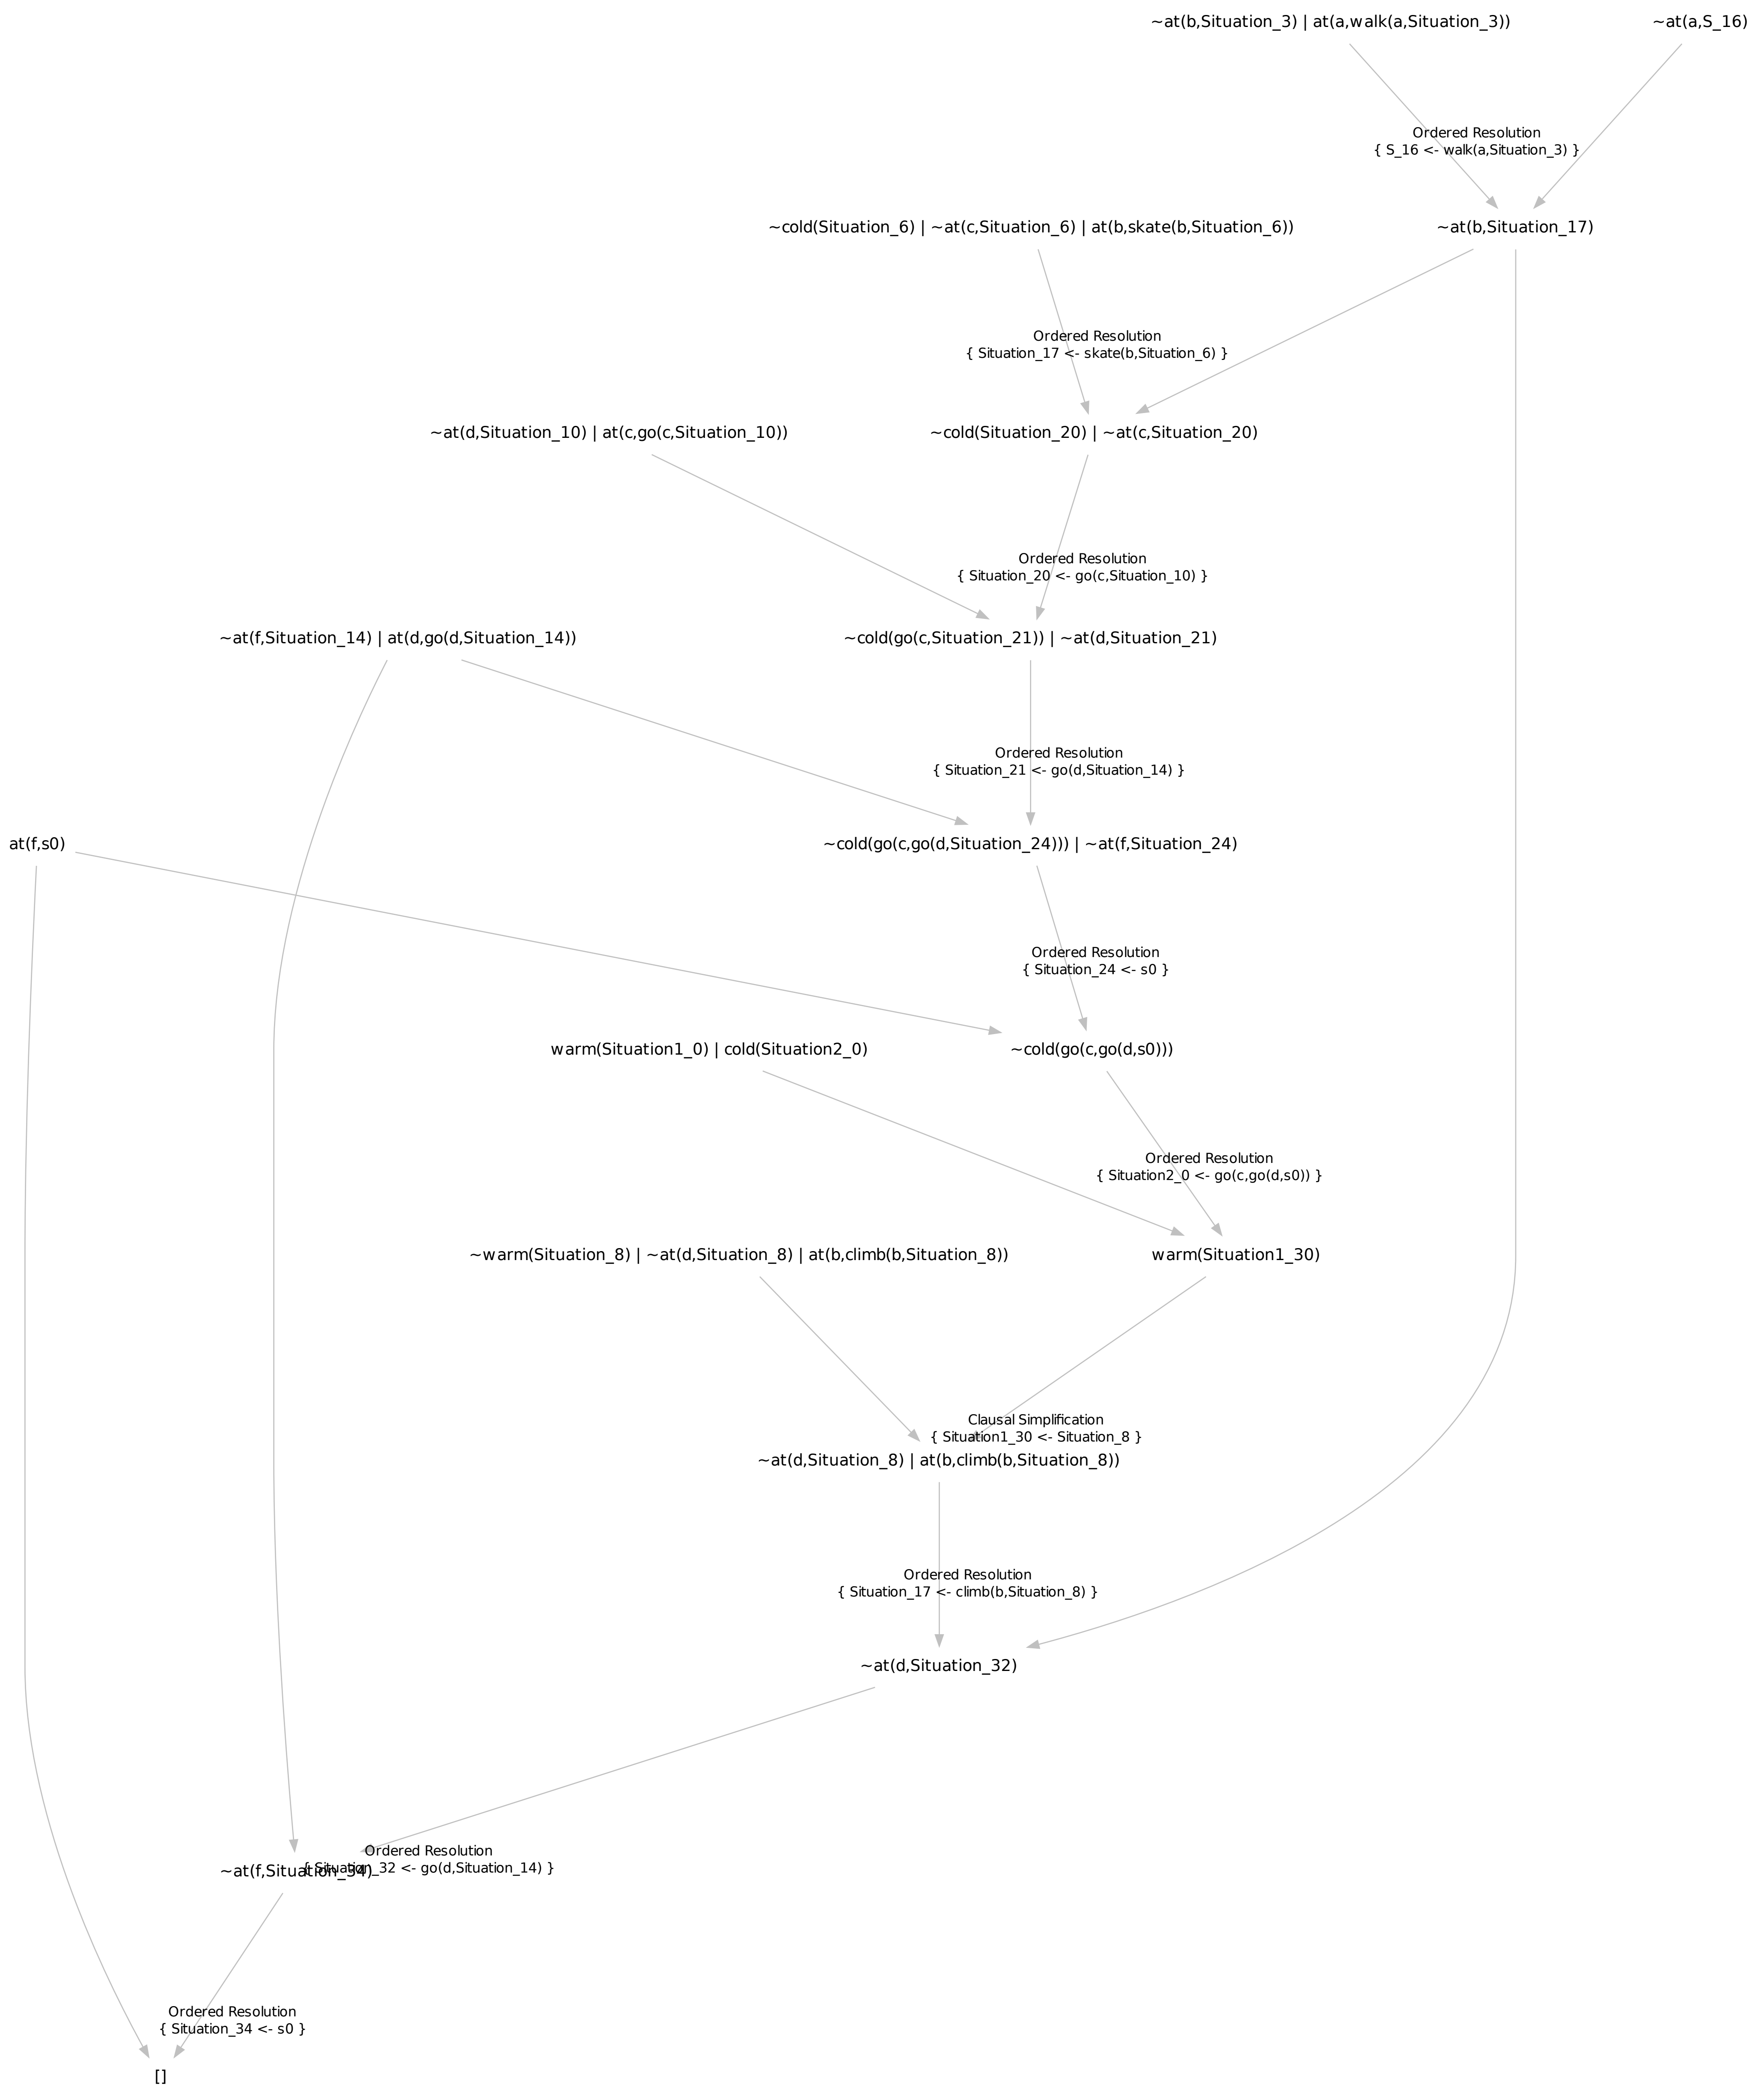 ~at(b,Situation_3) | at(a,walk(a,Situation_3))
~at(a,S_16)
Ordered Resolution
{ S_16 <- walk(a,Situation_3) }
~cold(Situation_6) | ~at(c,Situation_6) | at(b,skate(b,Situation_6))
~at(b,Situation_17)
Ordered Resolution
{ Situation_17 <- skate(b,Situation_6) }
~at(d,Situation_10) | at(c,go(c,Situation_10))
~cold(Situation_20) | ~at(c,Situation_20)
Ordered Resolution
{ Situation_20 <- go(c,Situation_10) }
~at(f,Situation_14) | at(d,go(d,Situation_14))
~cold(go(c,Situation_21)) | ~at(d,Situation_21)
Ordered Resolution
{ Situation_21 <- go(d,Situation_14) }
at(f,s0)
~cold(go(c,go(d,Situation_24))) | ~at(f,Situation_24)
Ordered Resolution
{ Situation_24 <- s0 }
warm(Situation1_0) | cold(Situation2_0)
~cold(go(c,go(d,s0)))
Ordered Resolution
{ Situation2_0 <- go(c,go(d,s0)) }
~warm(Situation_8) | ~at(d,Situation_8) | at(b,climb(b,Situation_8))
warm(Situation1_30)
Clausal Simplification
{ Situation1_30 <- Situation_8 }
~at(d,Situation_8) | at(b,climb(b,Situation_8))
Ordered Resolution
{ Situation_17 <- climb(b,Situation_8) }
~at(d,Situation_32)
Ordered Resolution
{ Situation_32 <- go(d,Situation_14) }
~at(f,Situation_34)
Ordered Resolution
{ Situation_34 <- s0 }
[]